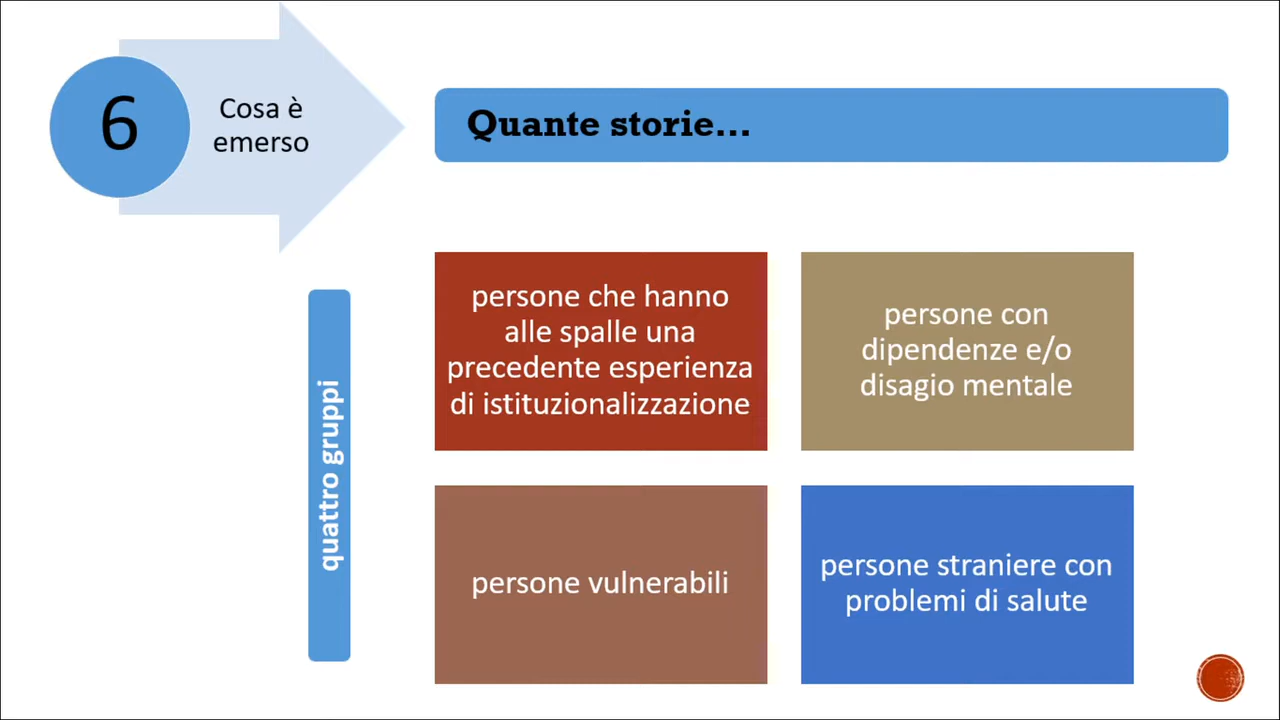 6
Cosa è
emerso
Quante storie...
quattro gruppi
persone che hanno
alle spalle una
precedente esperienza
di istituzionalizzazione
persone con
dipendenze e/o
disagio mentale
persone vulnerabili
persone straniere con
problemi di salute